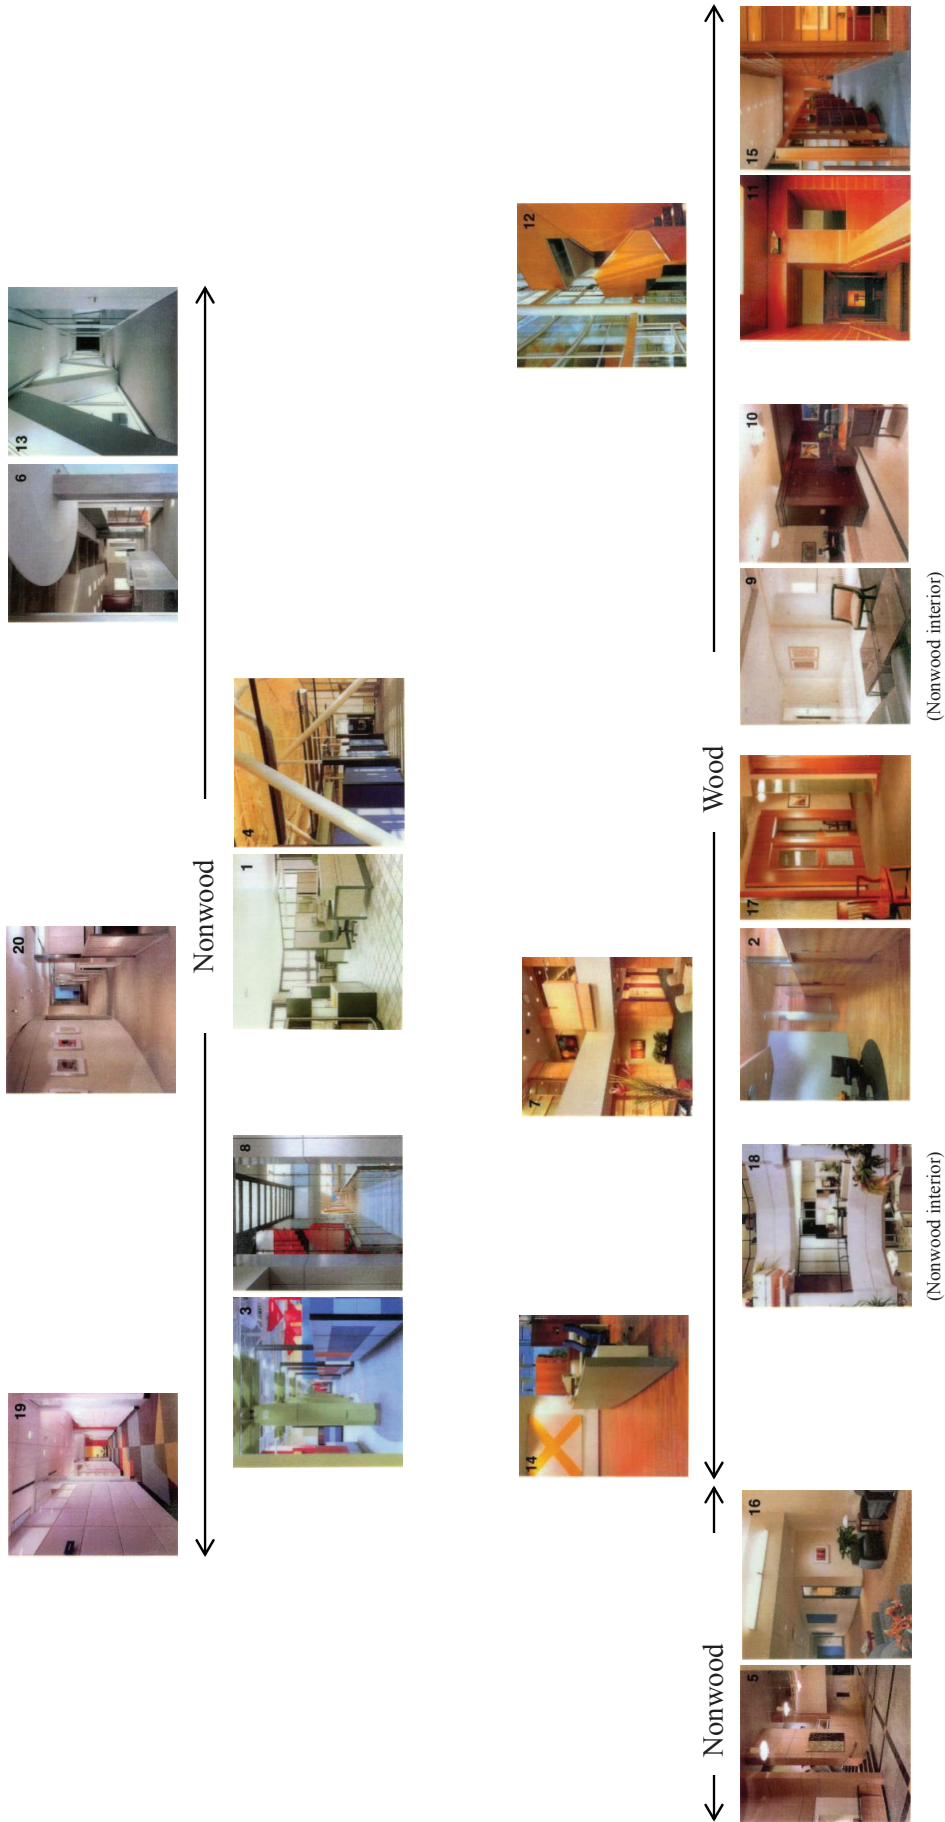 19 20 6 13
Nonwood
3 8 1 4
14 7 12
Nonwood Wood
5 16 18 2 17 9 10 11 15
(Nonwood interior) (Nonwood interior)